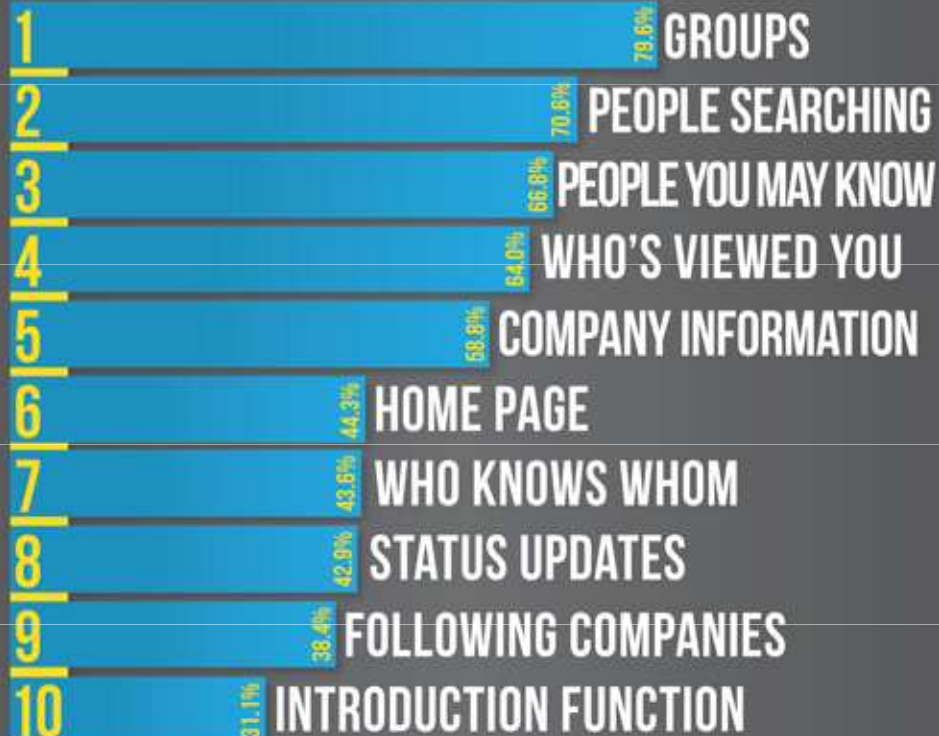 1 79.6% GROUPS
2 70.6% PEOPLE SEARCHING
3 66.8% PEOPLE YOU MAY KNOW
4 64.0% WHO'S VIEWED YOU
5 58.8% COMPANY INFORMATION
6 44.3% HOME PAGE
7 43.6% WHO KNOWS WHOM
8 42.9% STATUS UPDATES
9 38.4% FOLLOWING COMPANIES
10 31.1% INTRODUCTION FUNCTION